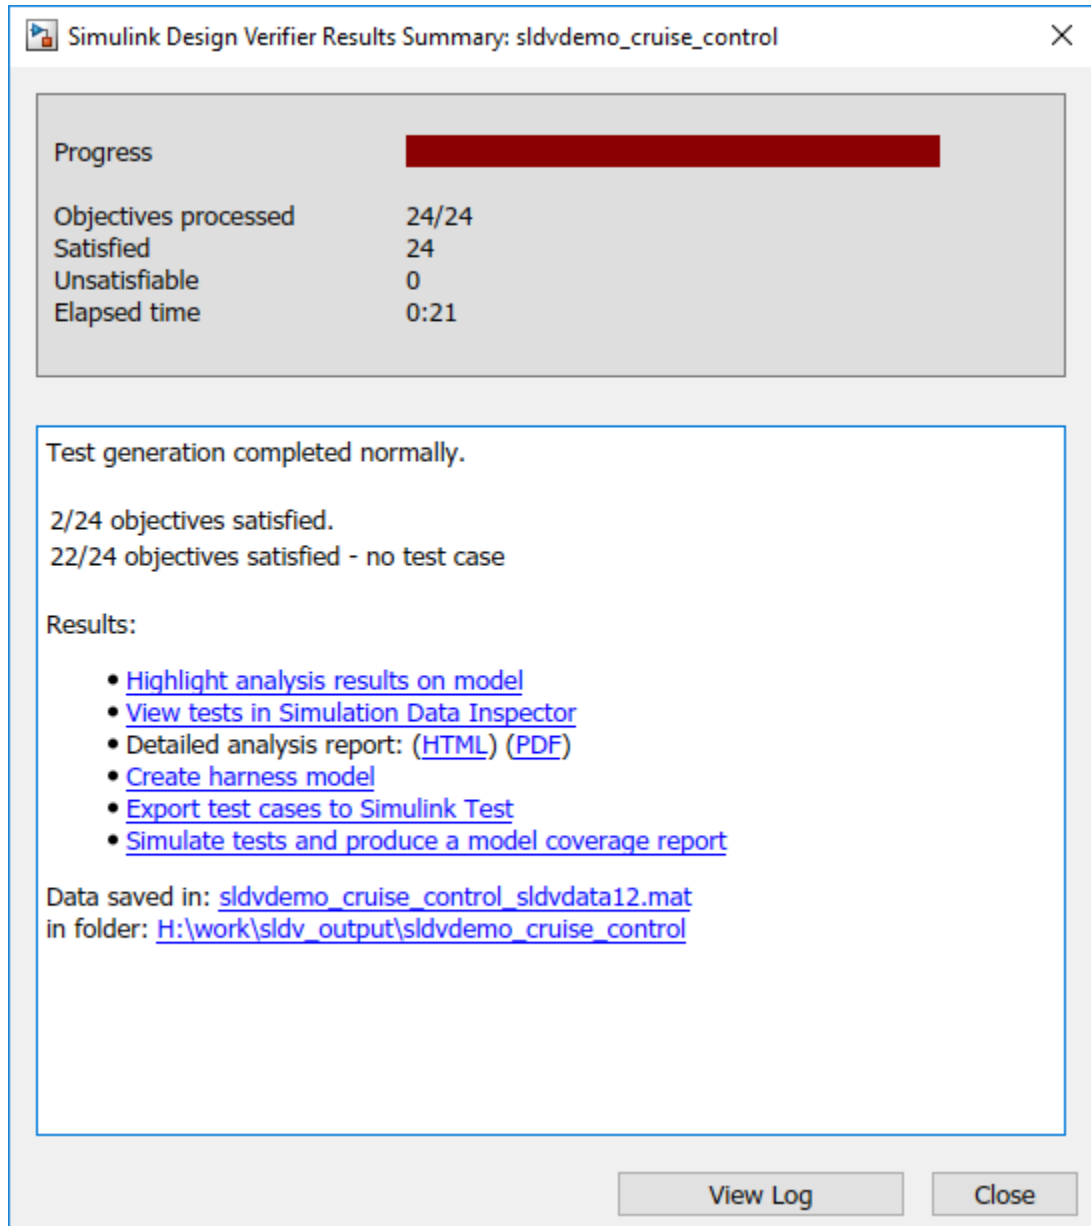 Simulink Design Verifier Results Summary: sldvdemo_cruise_control
Progress
Objectives processed 24/24
Satisfied 24
Unsatisfiable 0
Elapsed time 0:21
Test generation completed normally.
2/24 objectives satisfied.
22/24 objectives satisfied - no test case
Results:
• Highlight analysis results on model
• View tests in Simulation Data Inspector
• Detailed analysis report: (HTML) (PDF)
• Create harness model
• Export test cases to Simulink Test
• Simulate tests and produce a model coverage report
Data saved in: sldvdemo_cruise_control_sldvdata12.mat
in folder: H:\work\sldv_output\sldvdemo_cruise_control
View Log Close